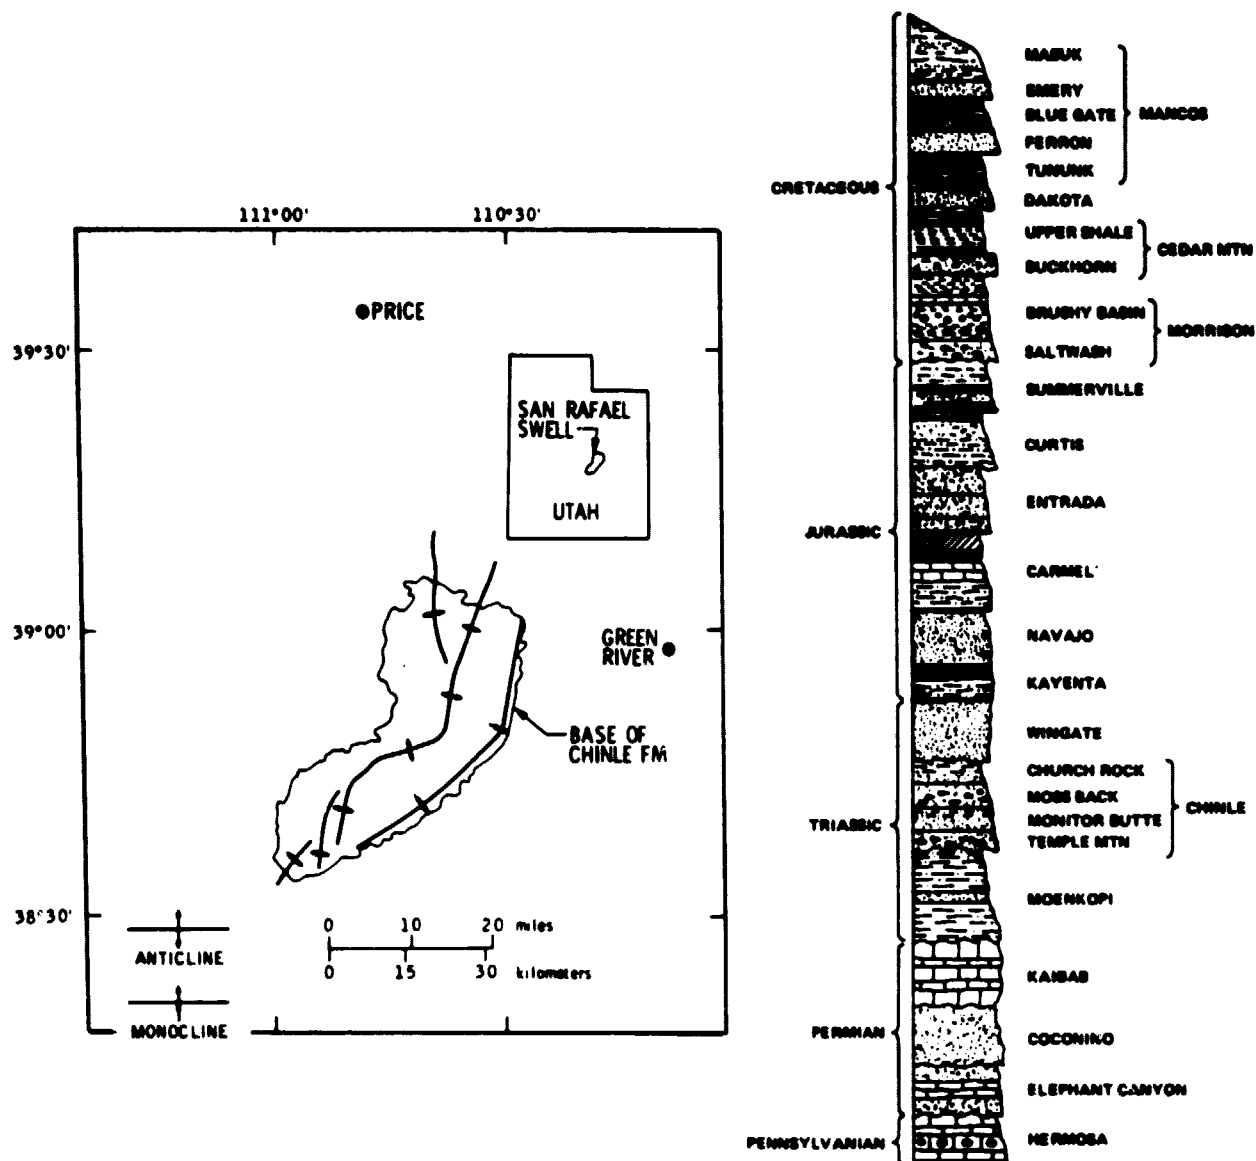 111°00' 110°30'
PRICE
39°30'
SAN RAFAEL
SWELL
UTAH
39°00'
GREEN
RIVER
BASE OF
CHINLE FM
38°30'
0 10 20 miles
0 15 30 kilometers
ANTICLINE
MONOCLINE
MASUK
EMERY
BLUE GATE
FERRON
TUNUNK
MANCOS
CRETACEOUS
DAKOTA
UPPER SHALE
BUCKHORN
CEDAR MTN
BRUSHY BASIN
SALTWASH
MORRISON
SUMMERVILLE
CURTIS
ENTRADA
JURASSIC
CARMEL
NAVAJO
KAYENTA
WINGATE
CHURCH ROCK
MOSS BACK
MONITOR BUTTE
TEMPLE MTN
CHINLE
TRIASSIC
MOENKOPI
KAIBAB
PERMIAN
COCONINO
ELEPHANT CANYON
PENNSYLVANIAN
HERMOSA